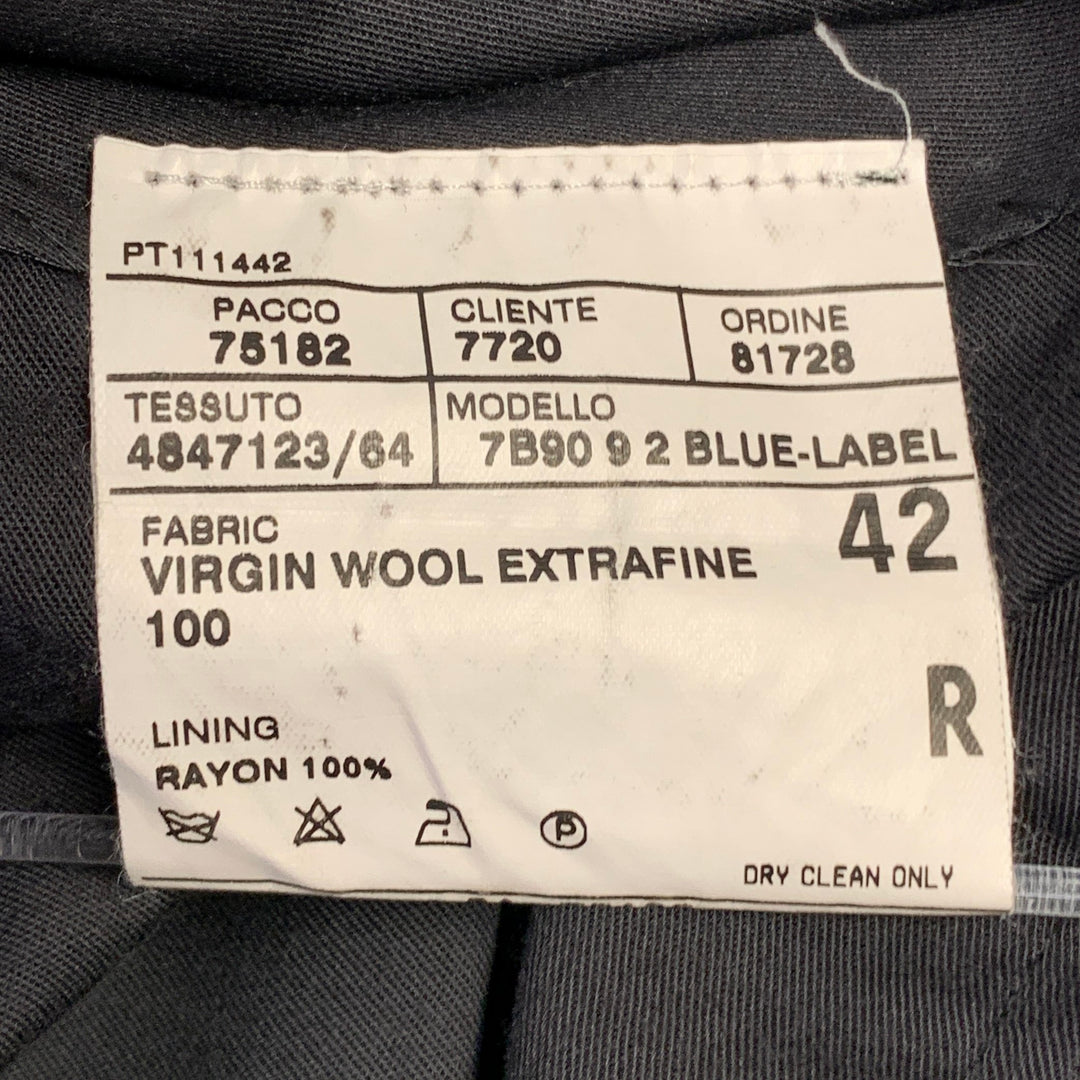 PT111442
PACCO CLIENTE ORDINE
75182 7720 81728
TESSUTO MODELLO
4847123/64 7B90 9 2 BLUE-LABEL
42
FABRIC
VIRGIN WOOL EXTRAFINE
100
R
LINING
RAYON 100%
P
DRY CLEAN ONLY